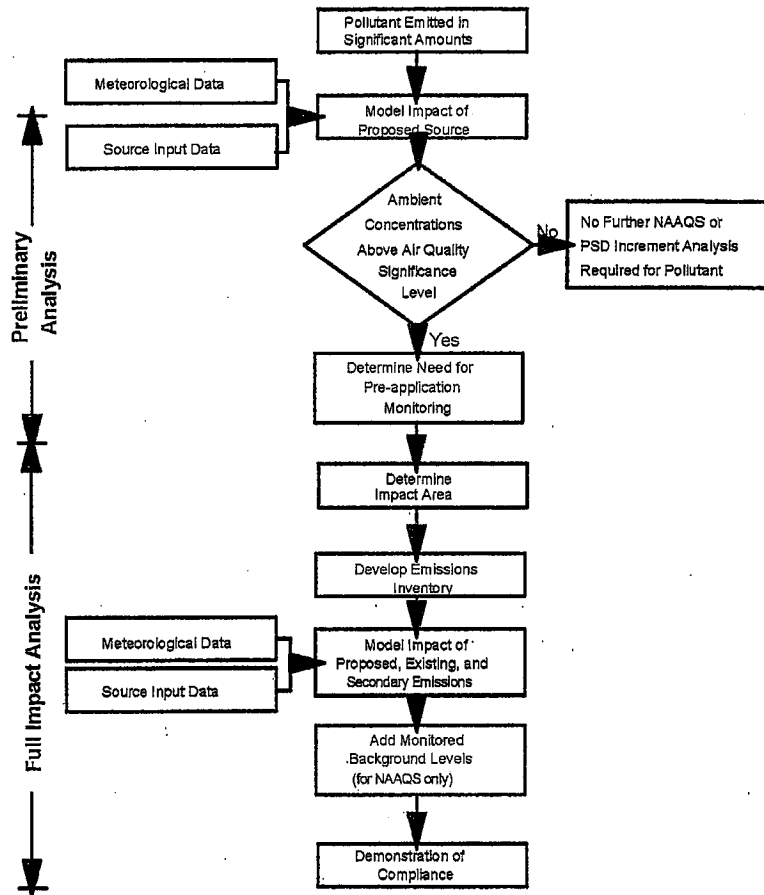 Pollutant Emitted in
Significant Amounts
Meteorological Data
Source Input Data
Model Impact of
Proposed Source
Ambient
Concentrations
Above Air Quality
Significance
Level
No
No Further NAAQS or
PSD Increment Analysis
Required for Pollutant
Yes
Determine Need for
Pre-application
Monitoring
Preliminary
Analysis
Determine
Impact Area
Develop Emissions
Inventory
Meteorological Data
Source Input Data
Model Impact of
Proposed, Existing, and
Secondary Emissions
Add Monitored
Background Levels
(for NAAQS only)
Demonstration of
Compliance
Full Impact Analysis